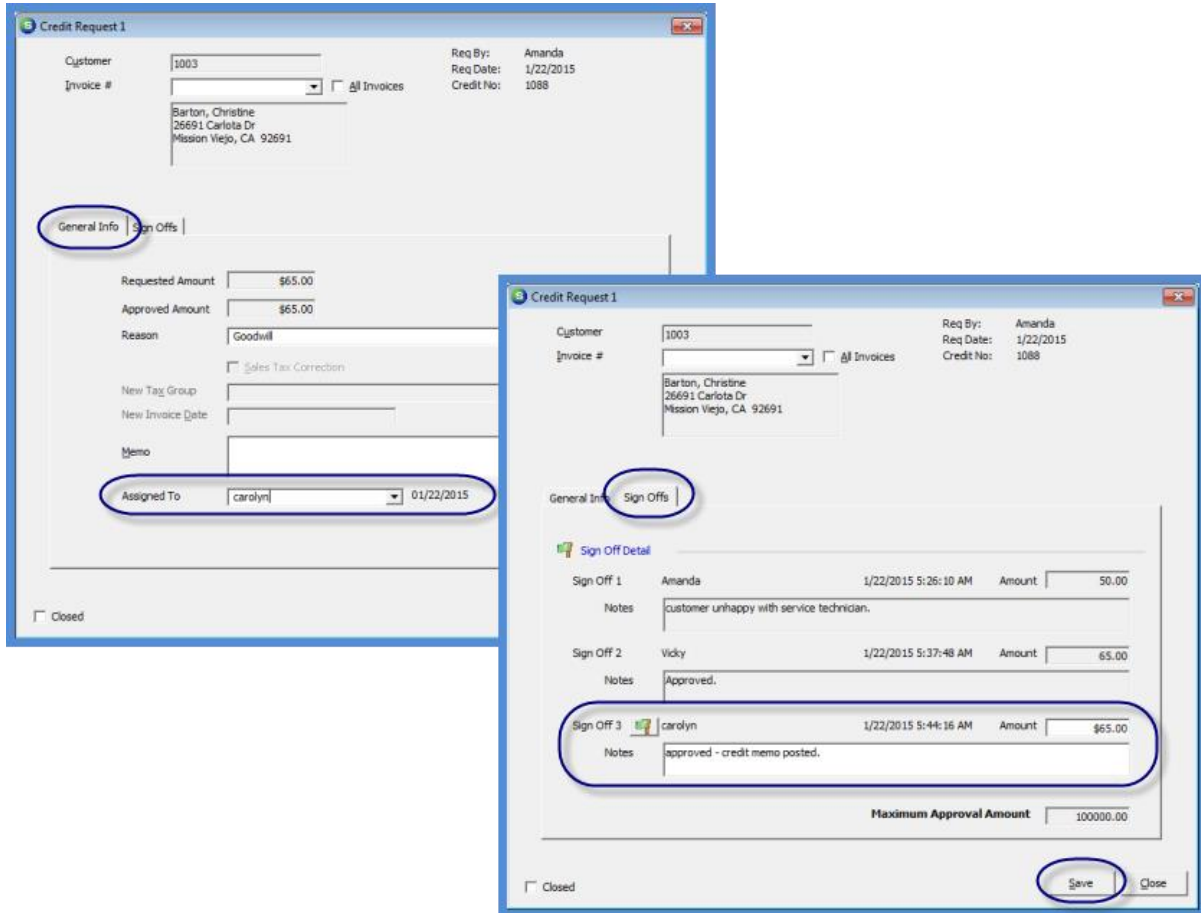 Credit Request 1
Customer 1003 Req By: Amanda
Req Date: 1/22/2015
Invoice # All Invoices Credit No: 1088
Barton, Christine
26691 Carlota Dr
Mission Viejo, CA 92691
General Info Sign Offs
Requested Amount $65.00
Approved Amount $65.00
Reason Goodwill
Sales Tax Correction
New Tax Group
New Invoice Date
Memo
Assigned To carolyn 01/22/2015
Closed
Credit Request 1
Customer 1003 Req By: Amanda
Req Date: 1/22/2015
Invoice # All Invoices Credit No: 1088
Barton, Christine
26691 Carlota Dr
Mission Viejo, CA 92691
General Info Sign Offs
Sign Off Detail
Sign Off 1 Amanda 1/22/2015 5:26:10 AM Amount 50.00
Notes customer unhappy with service technician.
Sign Off 2 Vicky 1/22/2015 5:37:48 AM Amount 65.00
Notes Approved.
Sign Off 3 carolyn 1/22/2015 5:44:16 AM Amount $65.00
Notes approved - credit memo posted.
Maximum Approval Amount 100000.00
Closed Save Close